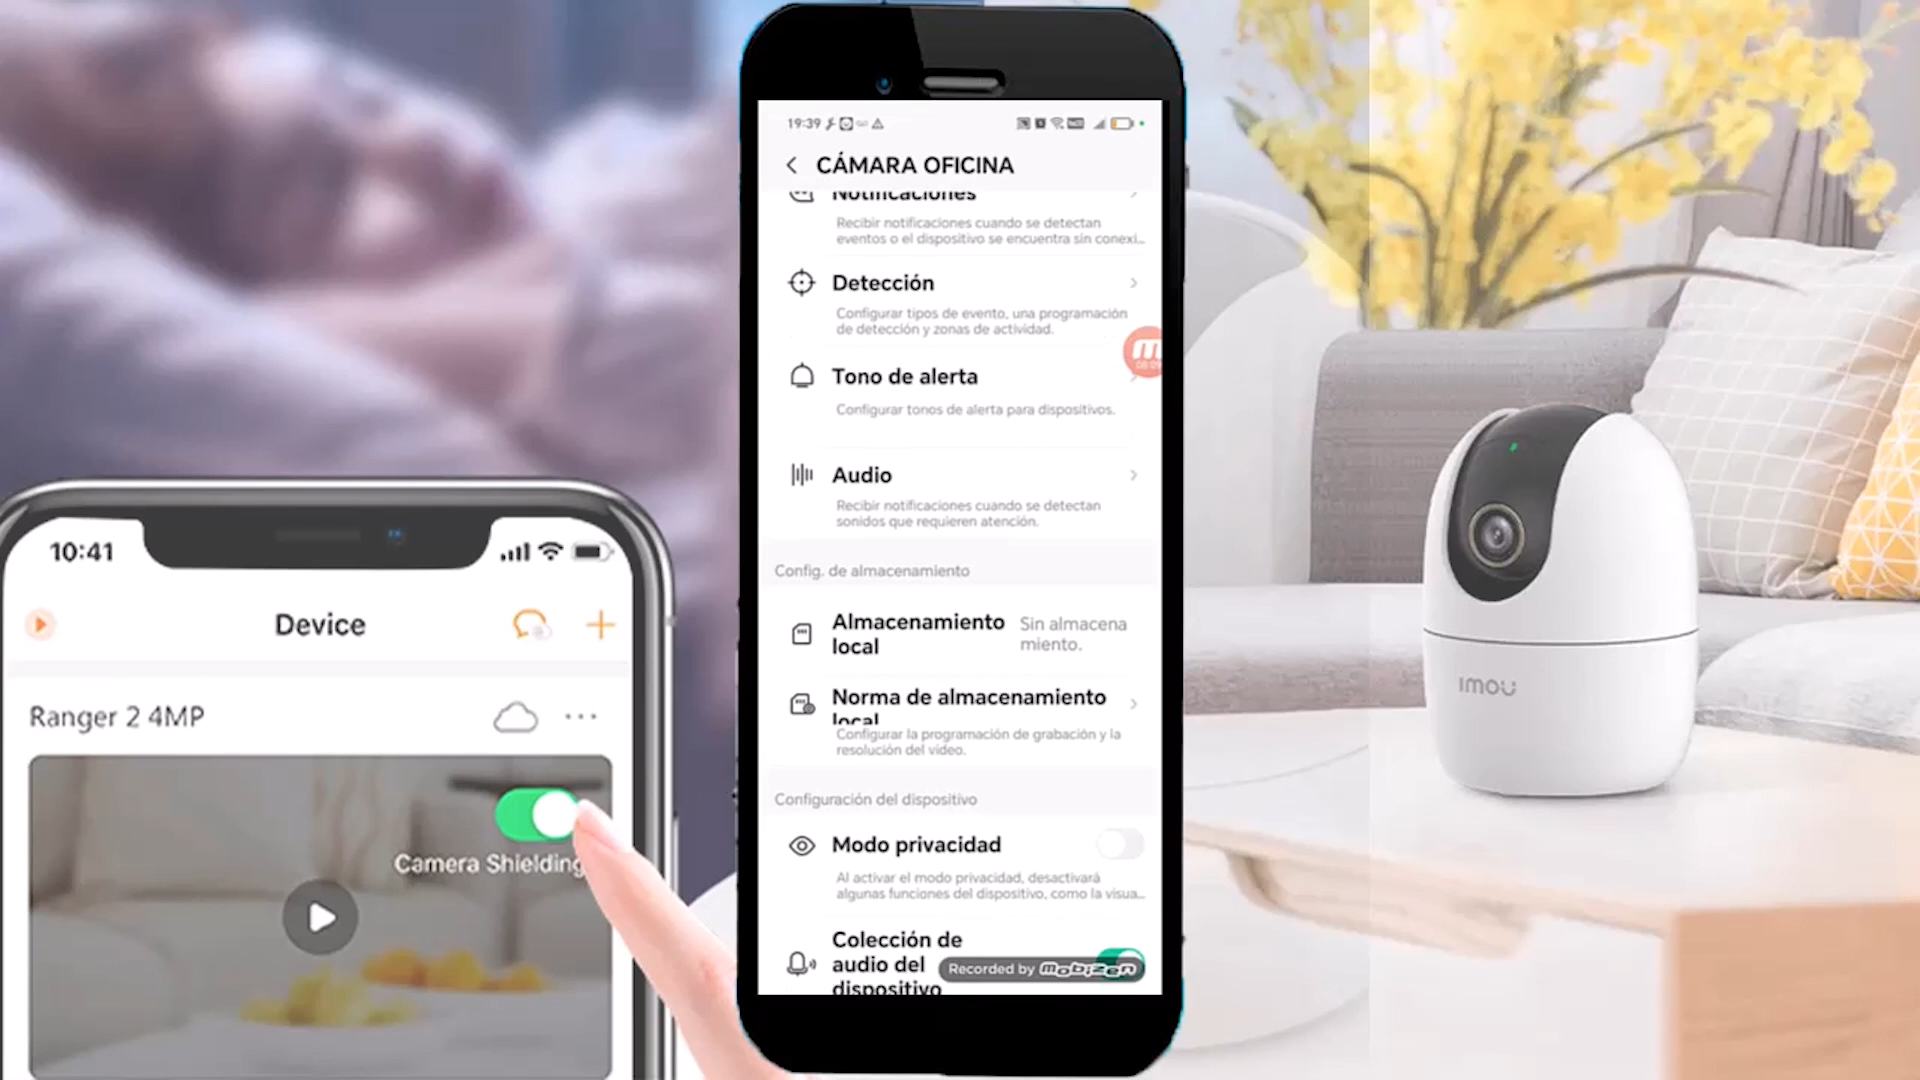 19:39
CÁMARA OFICINA
Notificaciones
Recibir notificaciones cuando se detectan
eventos o el dispositivo se encuentra sin conexi...
Detección
Configurar tipos de evento, una programación
de detección y zonas de actividad.
Tono de alerta
Configurar tonos de alerta para dispositivos.
Audio
Recibir notificaciones cuando se detectan
sonidos que requieren atención.
Config. de almacenamiento
Almacenamiento
local
Sin almacena
miento.
Norma de almacenamiento
local
Configurar la programación de grabación y la
resolución del vídeo.
Configuración del dispositivo
Modo privacidad
Al activar el modo privacidad, desactivará
algunas funciones del dispositivo, como la visua...
Colección de
audio del
dispositivo
Recorded by Mobizen
10:41
Device
Ranger 2 4MP
Camera Shielding
imou